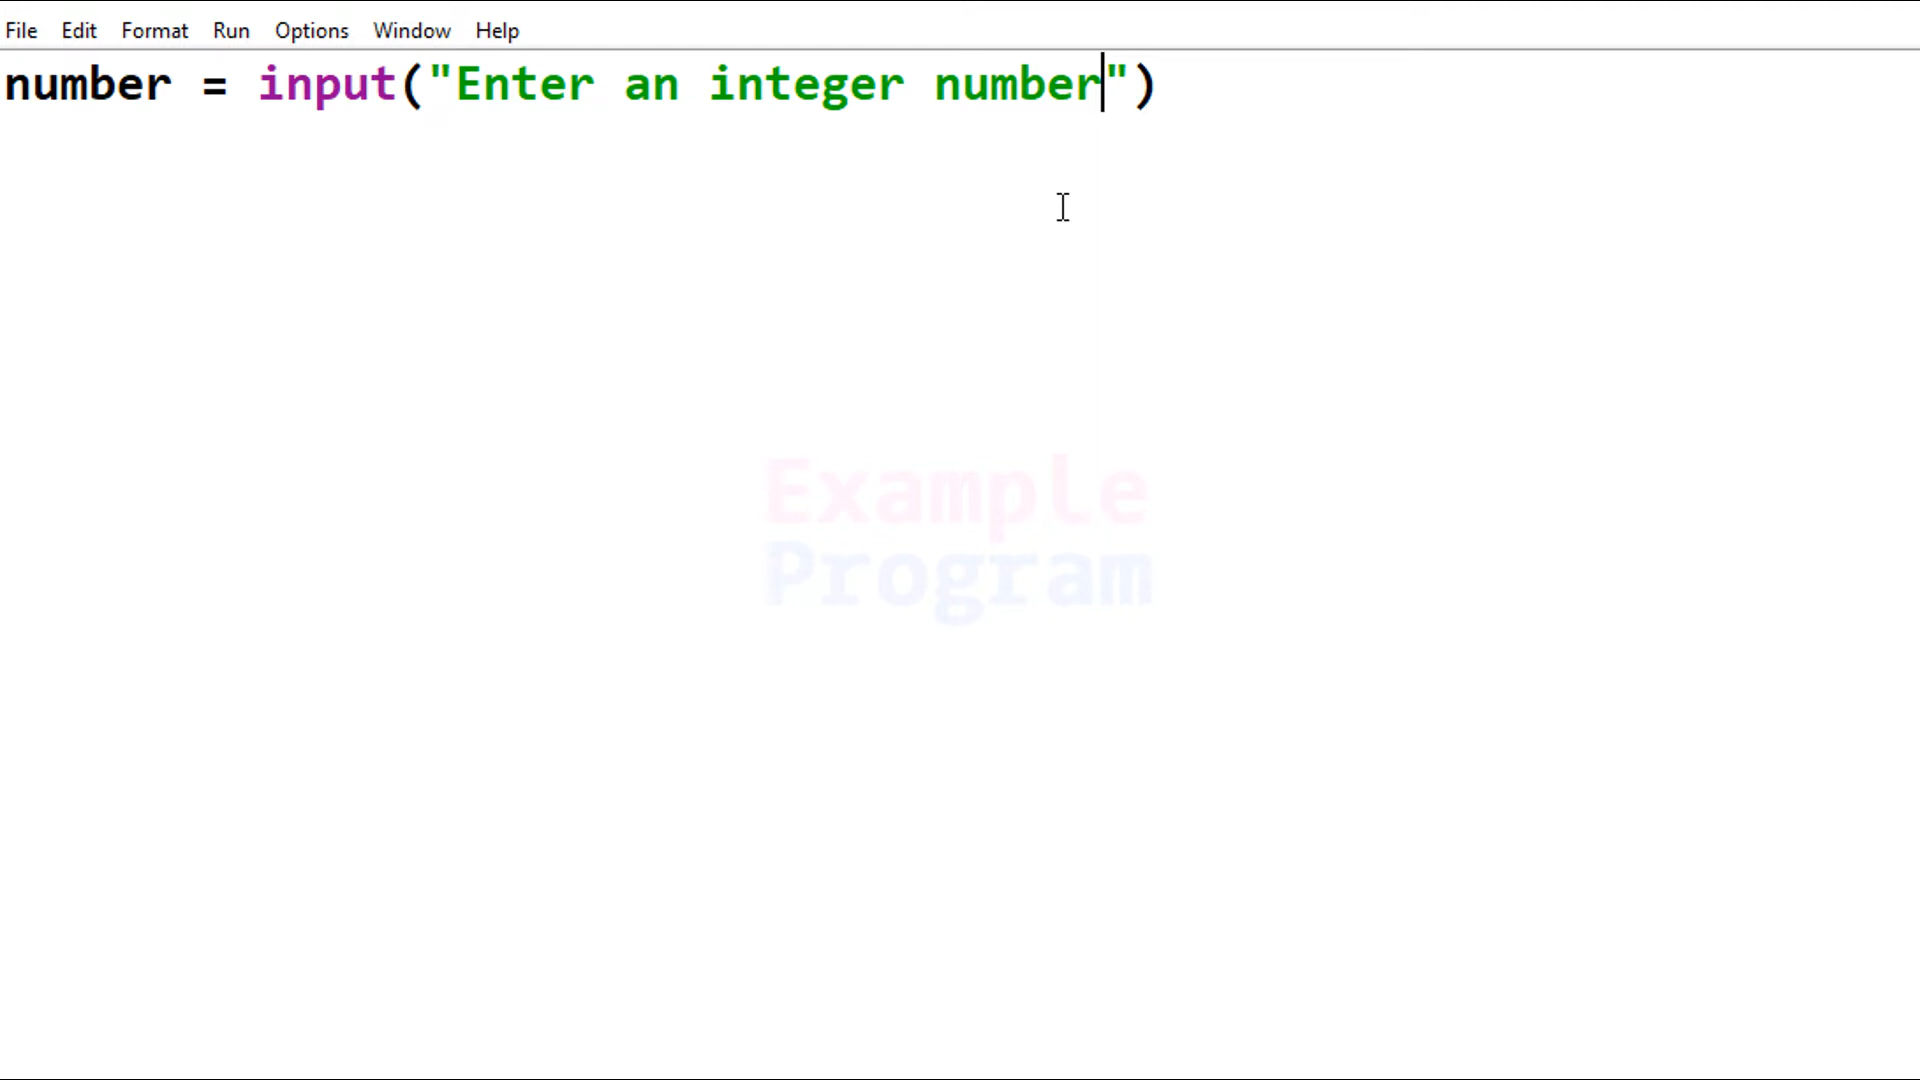 File Edit Format Run Options Window Help
number = input("Enter an integer number")
Example
Program